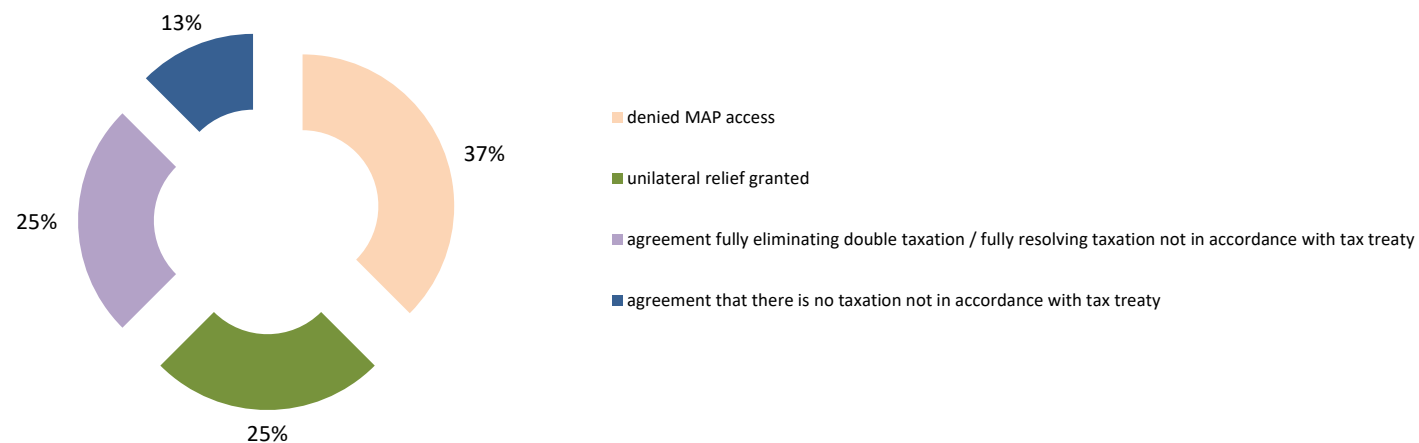 13%
37%
25%
25%
denied MAP access
unilateral relief granted
agreement fully eliminating double taxation / fully resolving taxation not in accordance with tax treaty
agreement that there is no taxation not in accordance with tax treaty